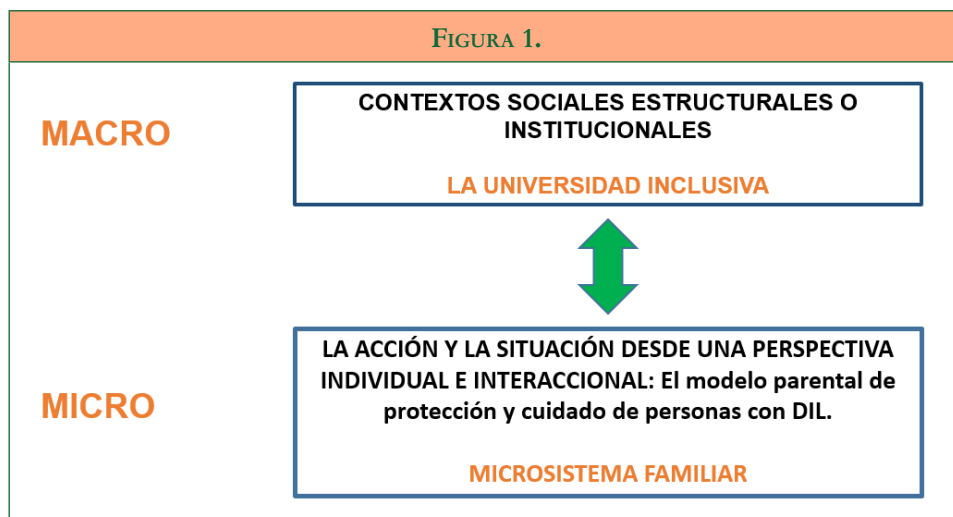 FIGURA 1.
MACRO
CONTEXTOS SOCIALES ESTRUCTURALES O
INSTITUCIONALES
LA UNIVERSIDAD INCLUSIVA
MICRO
LA ACCIÓN Y LA SITUACIÓN DESDE UNA PERSPECTIVA
INDIVIDUAL E INTERACCIONAL: El modelo parental de
protección y cuidado de personas con DIL.
MICROSISTEMA FAMILIAR